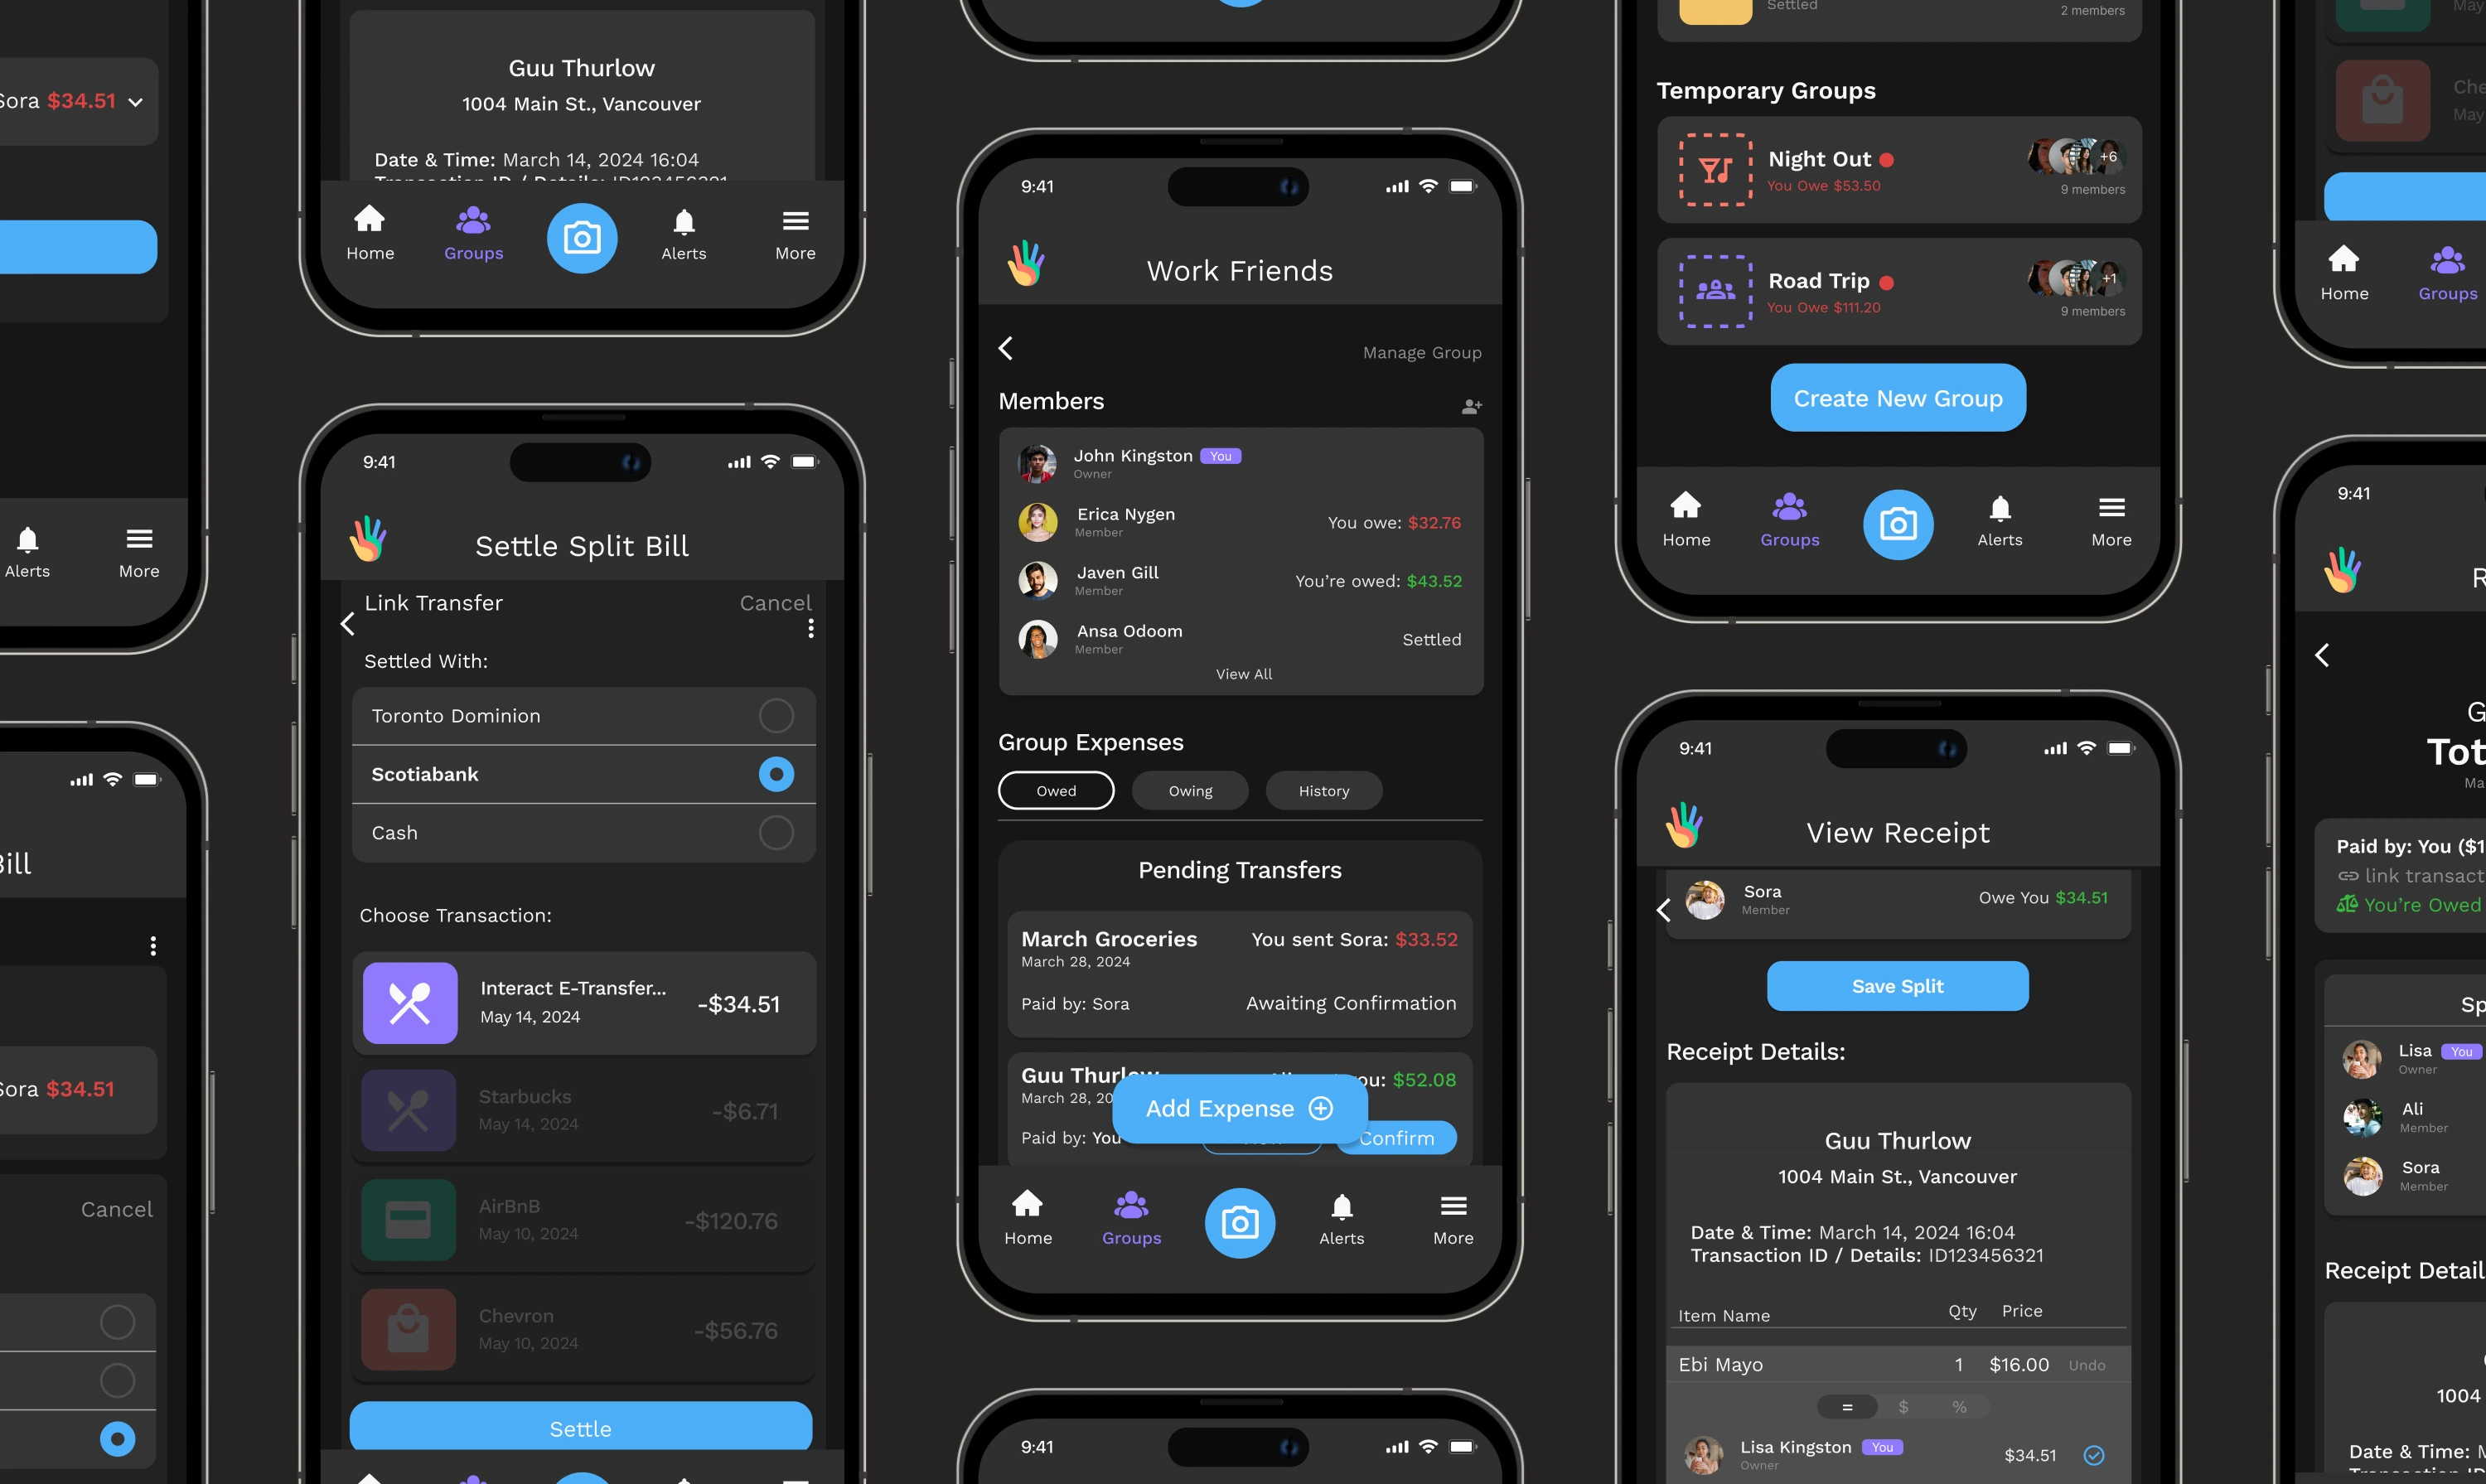 Sora $34.51
Alerts
More
Bill
Sora $34.51
Cancel
Guu Thurlow
1004 Main St., Vancouver
Date & Time: March 14, 2024 16:04
Transaction ID / Details: ID123456321
Home
Groups
Alerts
More
9:41
Settle Split Bill
Link Transfer
Cancel
Settled With:
Toronto Dominion
Scotiabank
Cash
Choose Transaction:
Interact E-Transfer...
-$34.51
May 14, 2024
Starbucks
-$6.71
May 14, 2024
AirBnB
-$120.76
May 10, 2024
Chevron
-$56.76
May 10, 2024
Settle
9:41
Work Friends
Manage Group
Members
John Kingston You
Owner
Erica Nygen
Member
You owe: $32.76
Javen Gill
Member
You're owed: $43.52
Ansa Odoom
Member
Settled
View All
Group Expenses
Owed
Owing
History
Pending Transfers
March Groceries
You sent Sora: $33.52
March 28, 2024
Paid by: Sora
Awaiting Confirmation
Guu Thurlow
you: $52.08
March 28, 20
Add Expense
Paid by: You
Confirm
Home
Groups
Alerts
More
9:41
Settled
2 members
Temporary Groups
Night Out
You Owe $53.50
+6
9 members
Road Trip
You Owe $111.20
+1
9 members
Create New Group
Home
Groups
Alerts
More
9:41
View Receipt
Sora
Member
Owe You $34.51
Save Split
Receipt Details:
Guu Thurlow
1004 Main St., Vancouver
Date & Time: March 14, 2024 16:04
Transaction ID / Details: ID123456321
Item Name
Qty
Price
Ebi Mayo
1
$16.00
Undo
=
$
%
Lisa Kingston You
Owner
$34.51
May
Che
May
Home
Groups
9:41
R
G
Tot
Ma
Paid by: You ($1
link transact
You're Owed
Sp
Lisa You
Owner
Ali
Member
Sora
Member
Receipt Detail
1004
Date & Time: M